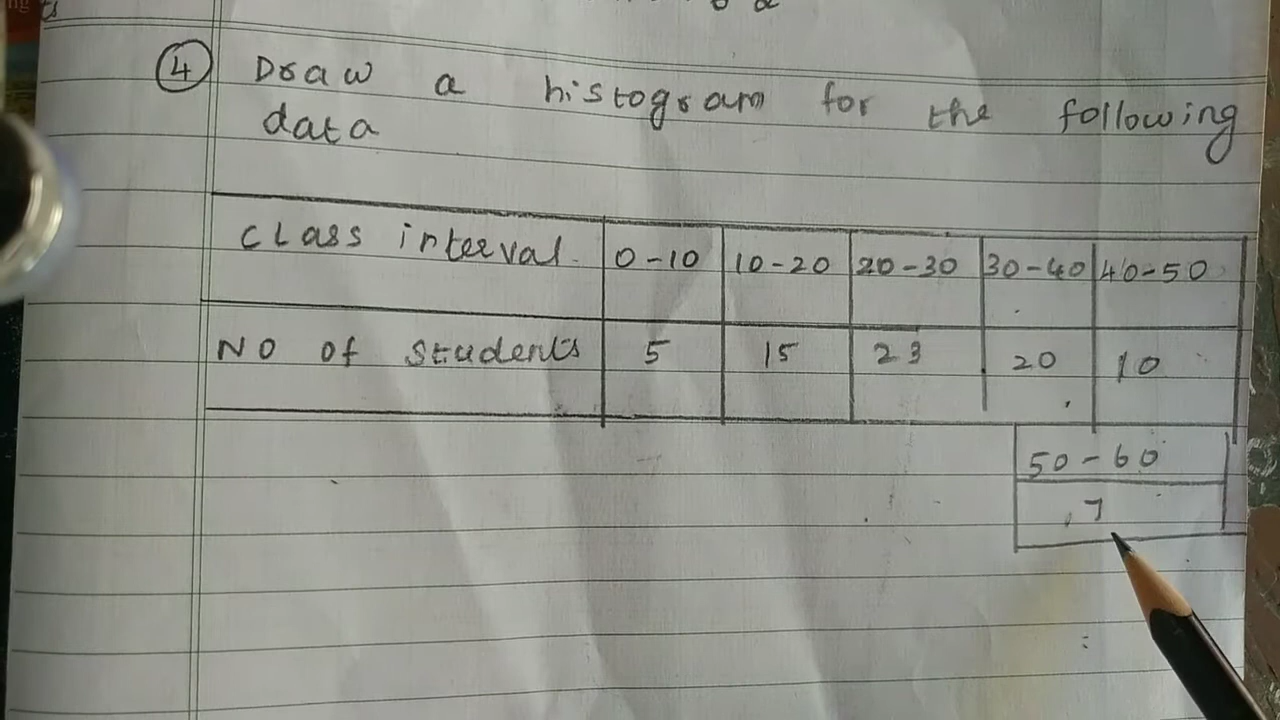 ④ Draw a histogram for the following
data
Class interval. 0-10 10-20 20-30 30-40 40-50
No of students 5 15 23 20 10
50-60
7